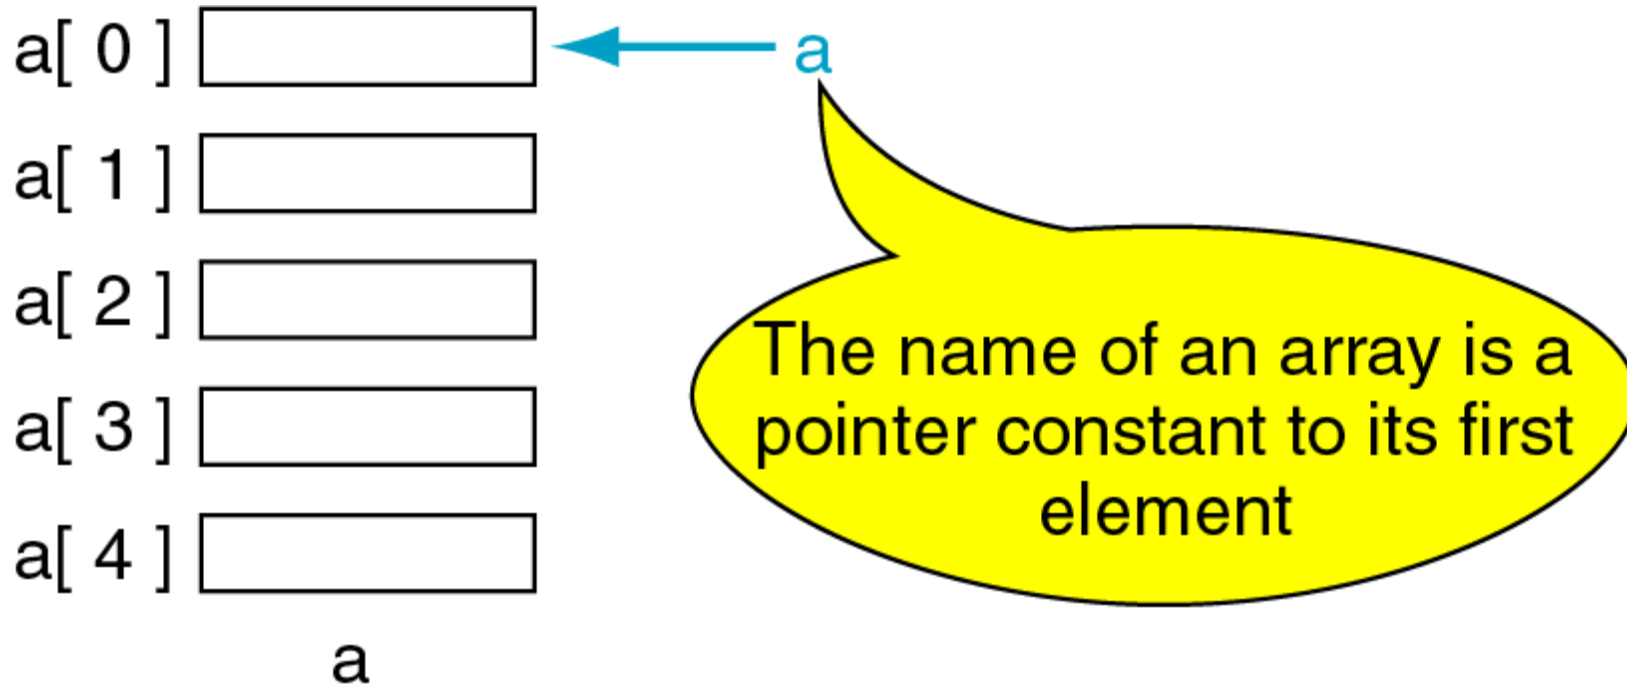 a[ 0 ] a
a[ 1 ]
a[ 2 ]
a[ 3 ]
a[ 4 ]
a
The name of an array is a
pointer constant to its first
element